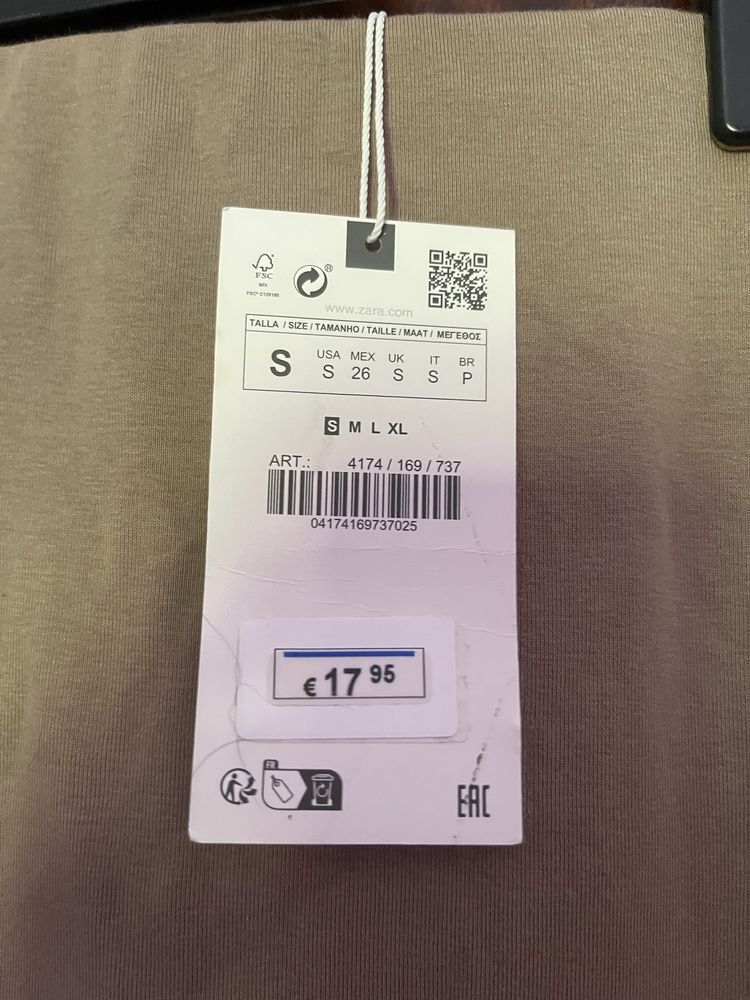 FSC
MIX
FSC® C129195
®
www.zara.com
TALLA / SIZE / TAMANHO / TAILLE / MAAT / ΜΕΓΕΘΟΣ
S
USA MEX UK IT BR
S 26 S S P
S M L XL
ART.: 4174 / 169 / 737
04174169737025
€ 17 95
FR
EAC